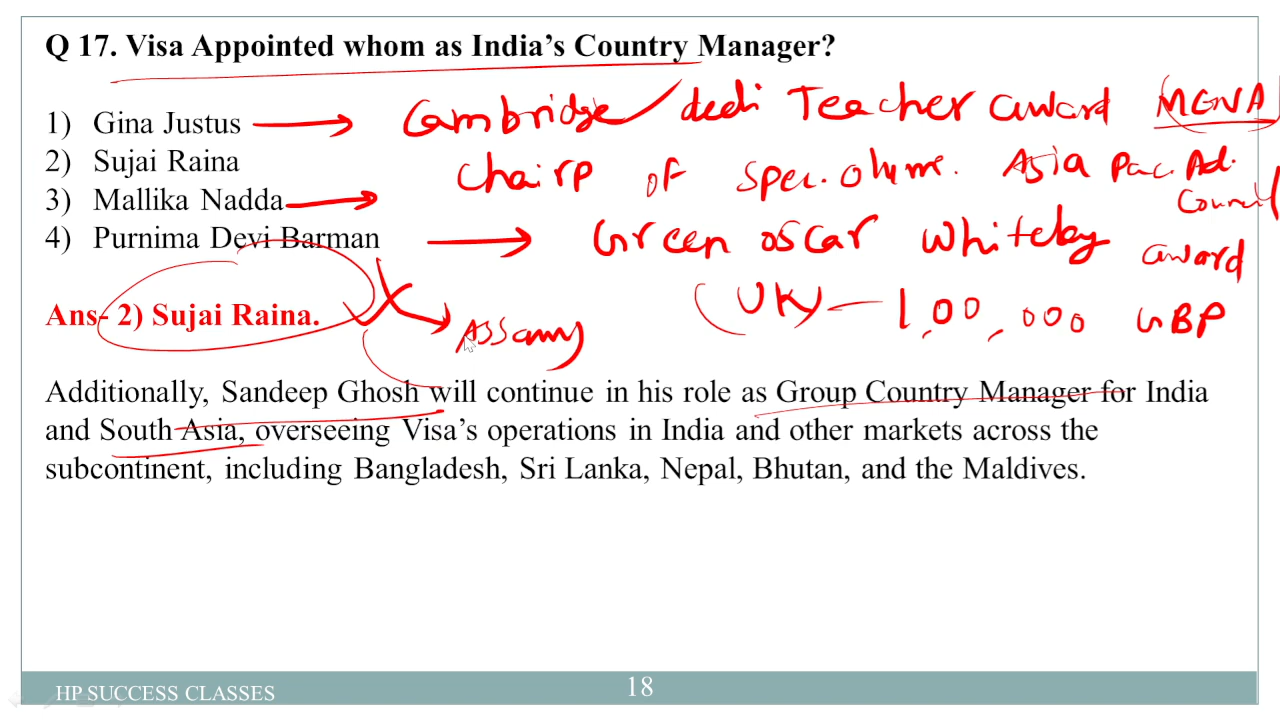 Q 17. Visa Appointed whom as India's Country Manager?
1) Gina Justus → Cambridge dedi Teacher award MENA
2) Sujai Raina
3) Mallika Nadda → Chairp of Spec. Olym. Asia Pac. Ad. Council
4) Purnima Devi Barman → Green oscar Whiteley award
(UK) - 1,00,000 GBP
Ans- 2) Sujai Raina.
Assam
Additionally, Sandeep Ghosh will continue in his role as Group Country Manager for India
and South Asia, overseeing Visa's operations in India and other markets across the
subcontinent, including Bangladesh, Sri Lanka, Nepal, Bhutan, and the Maldives.
HP SUCCESS CLASSES
18